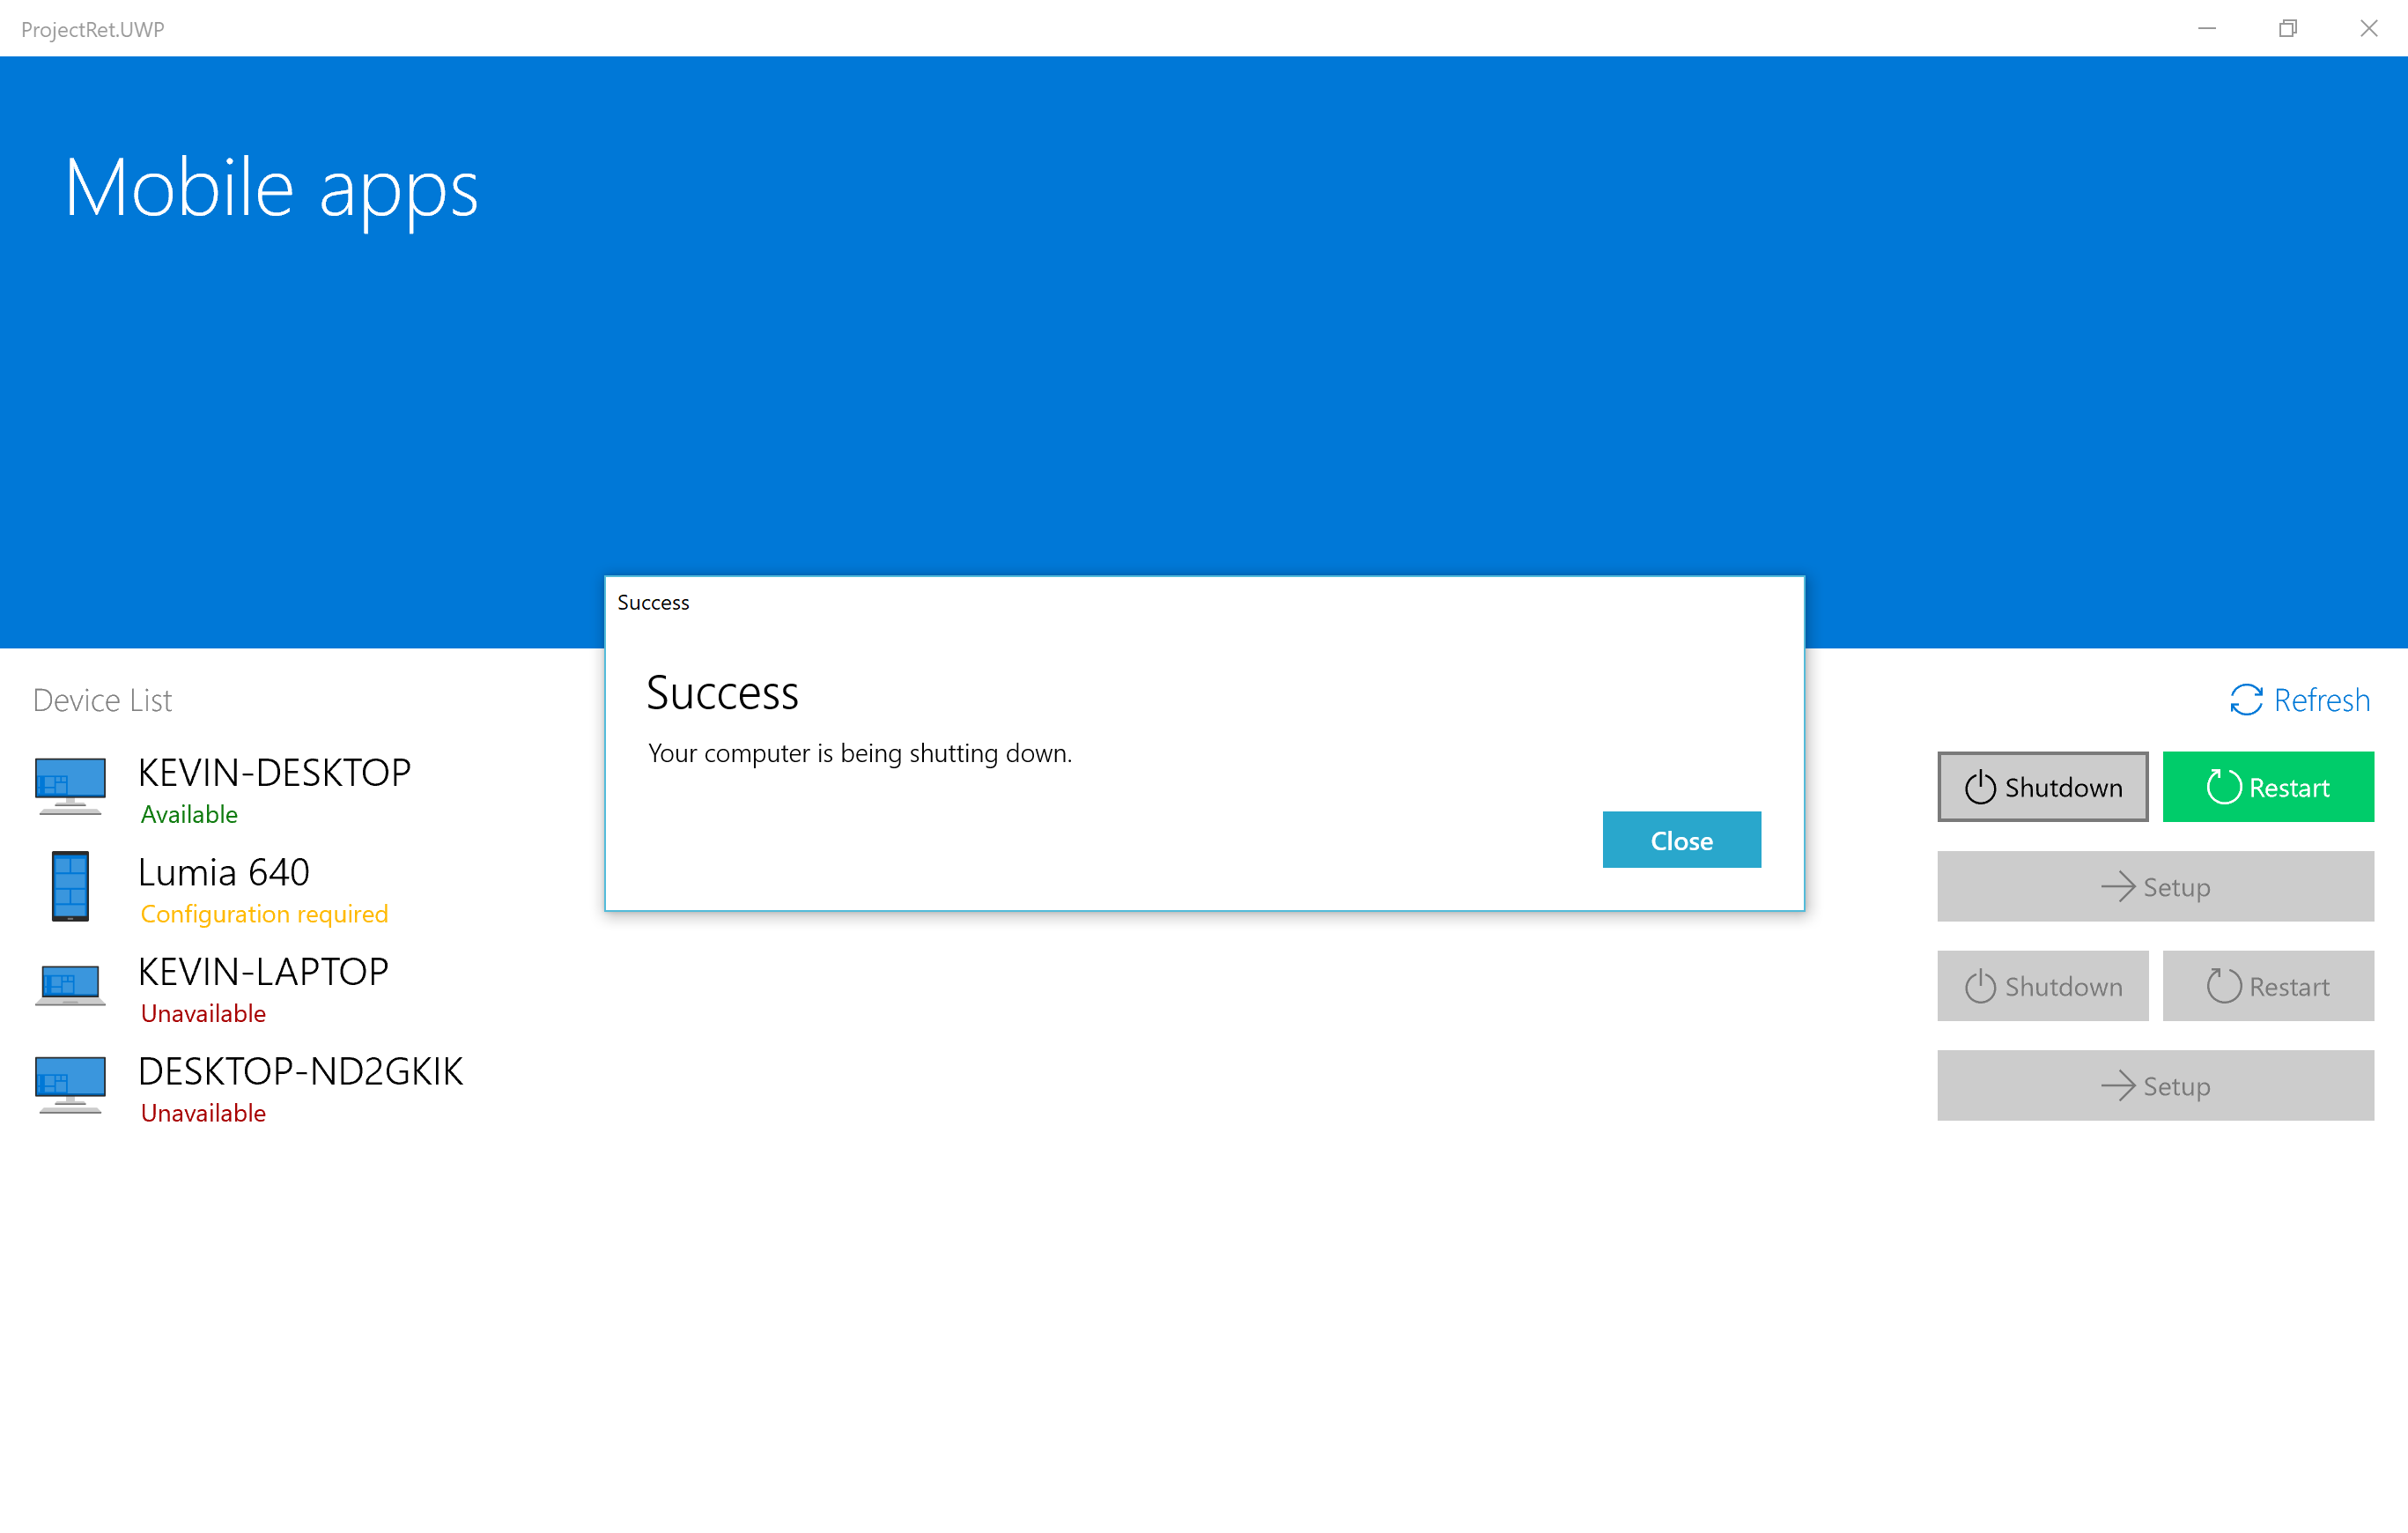 ProjectRet.UWP
Mobile apps
Success
Success
Your computer is being shutting down.
Close
Device List
Refresh
KEVIN-DESKTOP
Available
Shutdown Restart
Lumia 640
Configuration required
Setup
KEVIN-LAPTOP
Unavailable
Shutdown Restart
DESKTOP-ND2GKIK
Unavailable
Setup